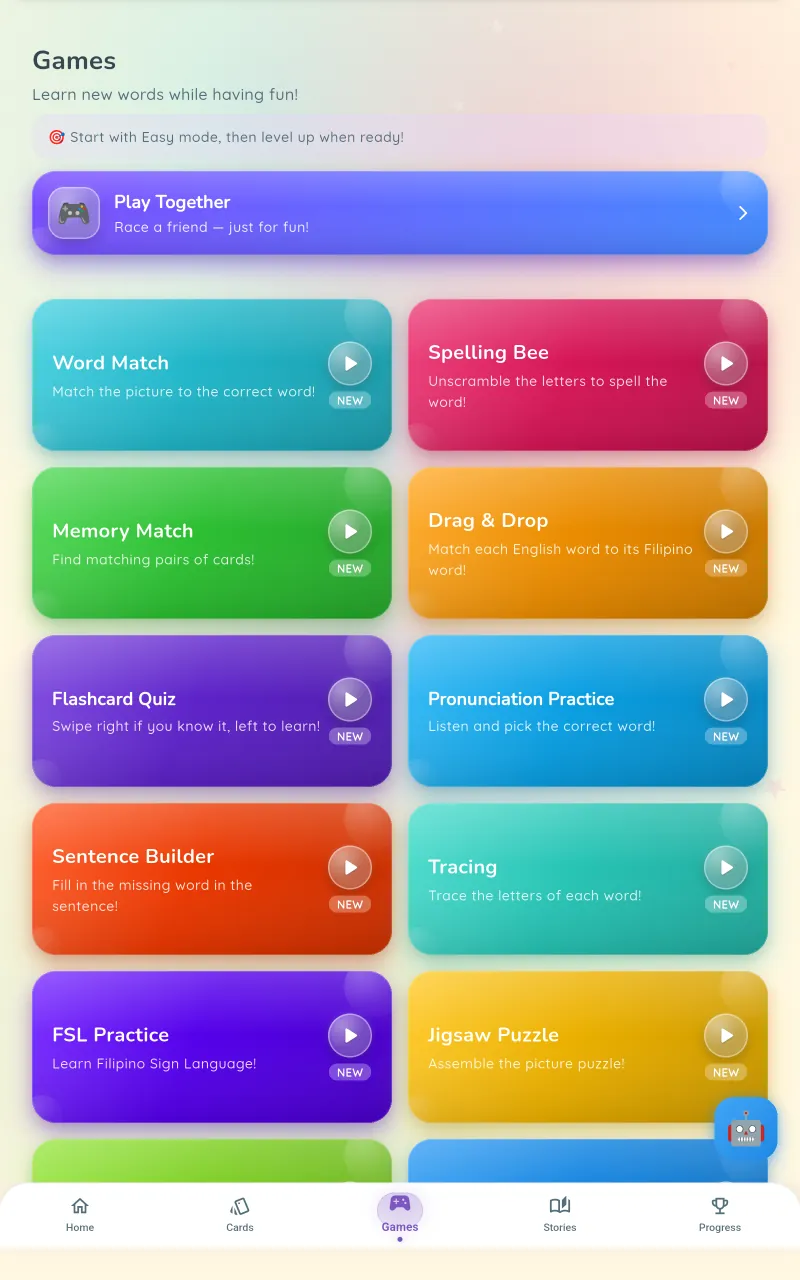 Games
Learn new words while having fun!
🎯 Start with Easy mode, then level up when ready!
Play Together
Race a friend — just for fun!
Word Match
Match the picture to the correct word!
NEW
Spelling Bee
Unscramble the letters to spell the
word!
NEW
Memory Match
Find matching pairs of cards!
NEW
Drag & Drop
Match each English word to its Filipino
word!
NEW
Flashcard Quiz
Swipe right if you know it, left to learn!
NEW
Pronunciation Practice
Listen and pick the correct word!
NEW
Sentence Builder
Fill in the missing word in the
sentence!
NEW
Tracing
Trace the letters of each word!
NEW
FSL Practice
Learn Filipino Sign Language!
NEW
Jigsaw Puzzle
Assemble the picture puzzle!
NEW
Home
Cards
Games
Stories
Progress